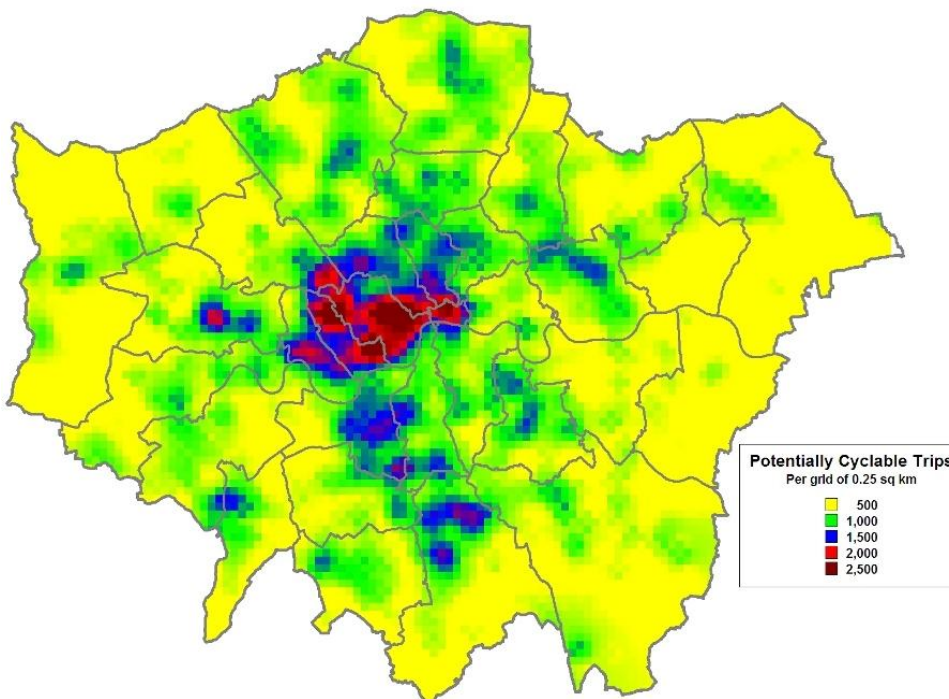 Potentially Cyclable Trips
Per grid of 0.25 sq km
500
1,000
1,500
2,000
2,500